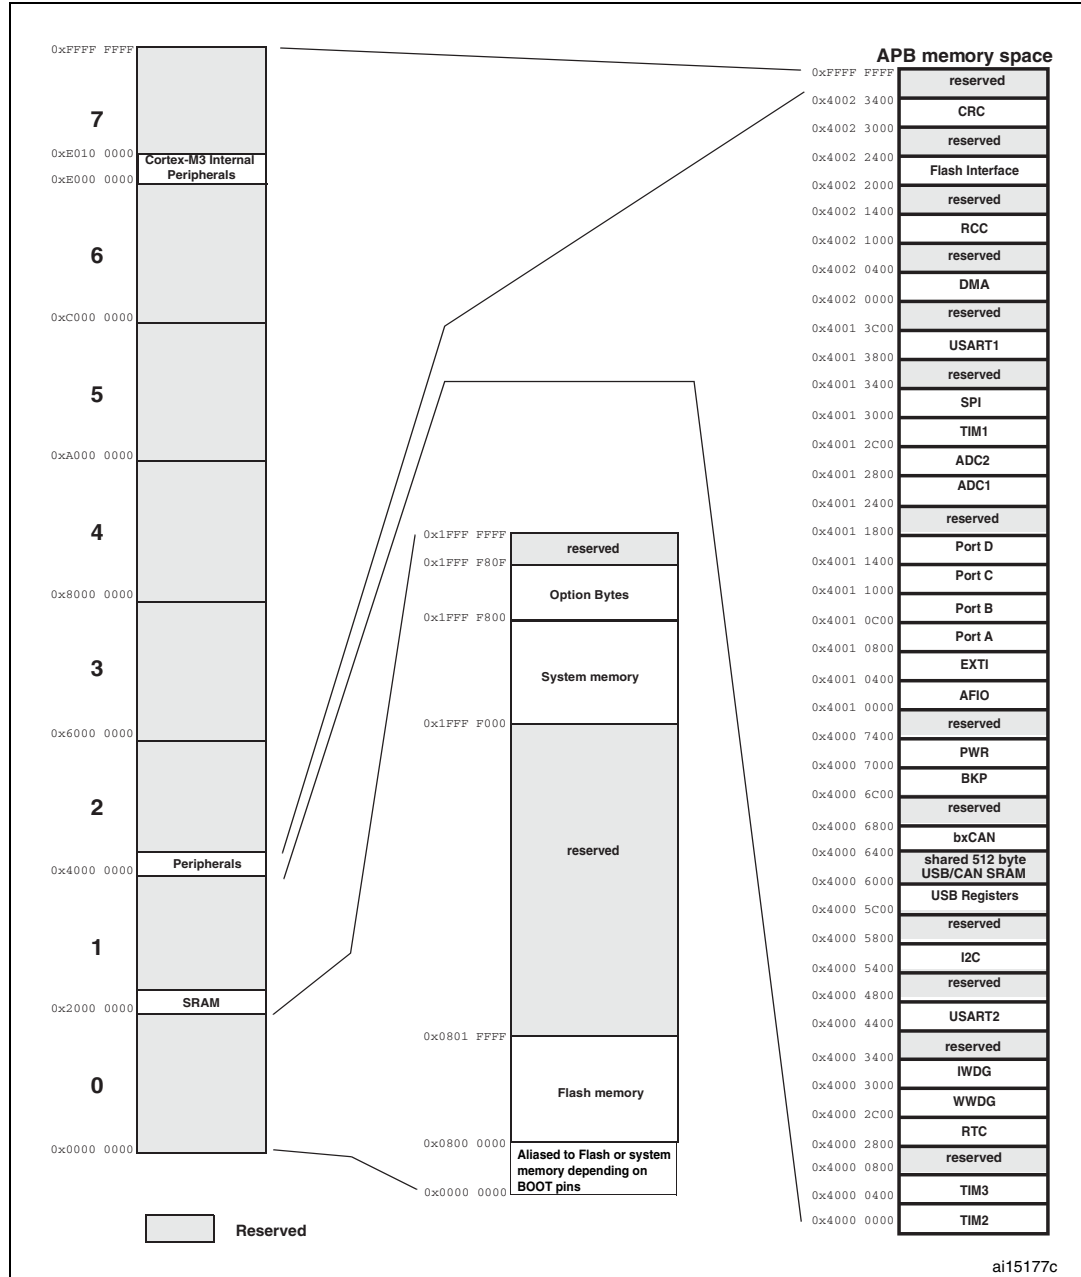 0xFFFF FFFF
7
0xE010 0000
Cortex-M3 Internal
Peripherals
0xE000 0000
6
0xC000 0000
5
0xA000 0000
4
0x8000 0000
3
0x6000 0000
2
Peripherals
0x4000 0000
1
SRAM
0x2000 0000
0
0x0000 0000
Reserved
0x1FFF FFFF
reserved
0x1FFF F80F
Option Bytes
0x1FFF F800
System memory
0x1FFF F000
reserved
0x0801 FFFF
Flash memory
0x0800 0000
Aliased to Flash or system
memory depending on
BOOT pins
0x0000 0000
APB memory space
0xFFFF FFFF
reserved
0x4002 3400
CRC
0x4002 3000
reserved
0x4002 2400
Flash Interface
0x4002 2000
reserved
0x4002 1400
RCC
0x4002 1000
reserved
0x4002 0400
DMA
0x4002 0000
reserved
0x4001 3C00
USART1
0x4001 3800
reserved
0x4001 3400
SPI
0x4001 3000
TIM1
0x4001 2C00
ADC2
0x4001 2800
ADC1
0x4001 2400
reserved
0x4001 1800
Port D
0x4001 1400
Port C
0x4001 1000
Port B
0x4001 0C00
Port A
0x4001 0800
EXTI
0x4001 0400
AFIO
0x4001 0000
reserved
0x4000 7400
PWR
0x4000 7000
BKP
0x4000 6C00
reserved
0x4000 6800
bxCAN
0x4000 6400
shared 512 byte
USB/CAN SRAM
0x4000 6000
USB Registers
0x4000 5C00
reserved
0x4000 5800
I2C
0x4000 5400
reserved
0x4000 4800
USART2
0x4000 4400
reserved
0x4000 3400
IWDG
0x4000 3000
WWDG
0x4000 2C00
RTC
0x4000 2800
reserved
0x4000 0800
TIM3
0x4000 0400
TIM2
0x4000 0000
ai15177c